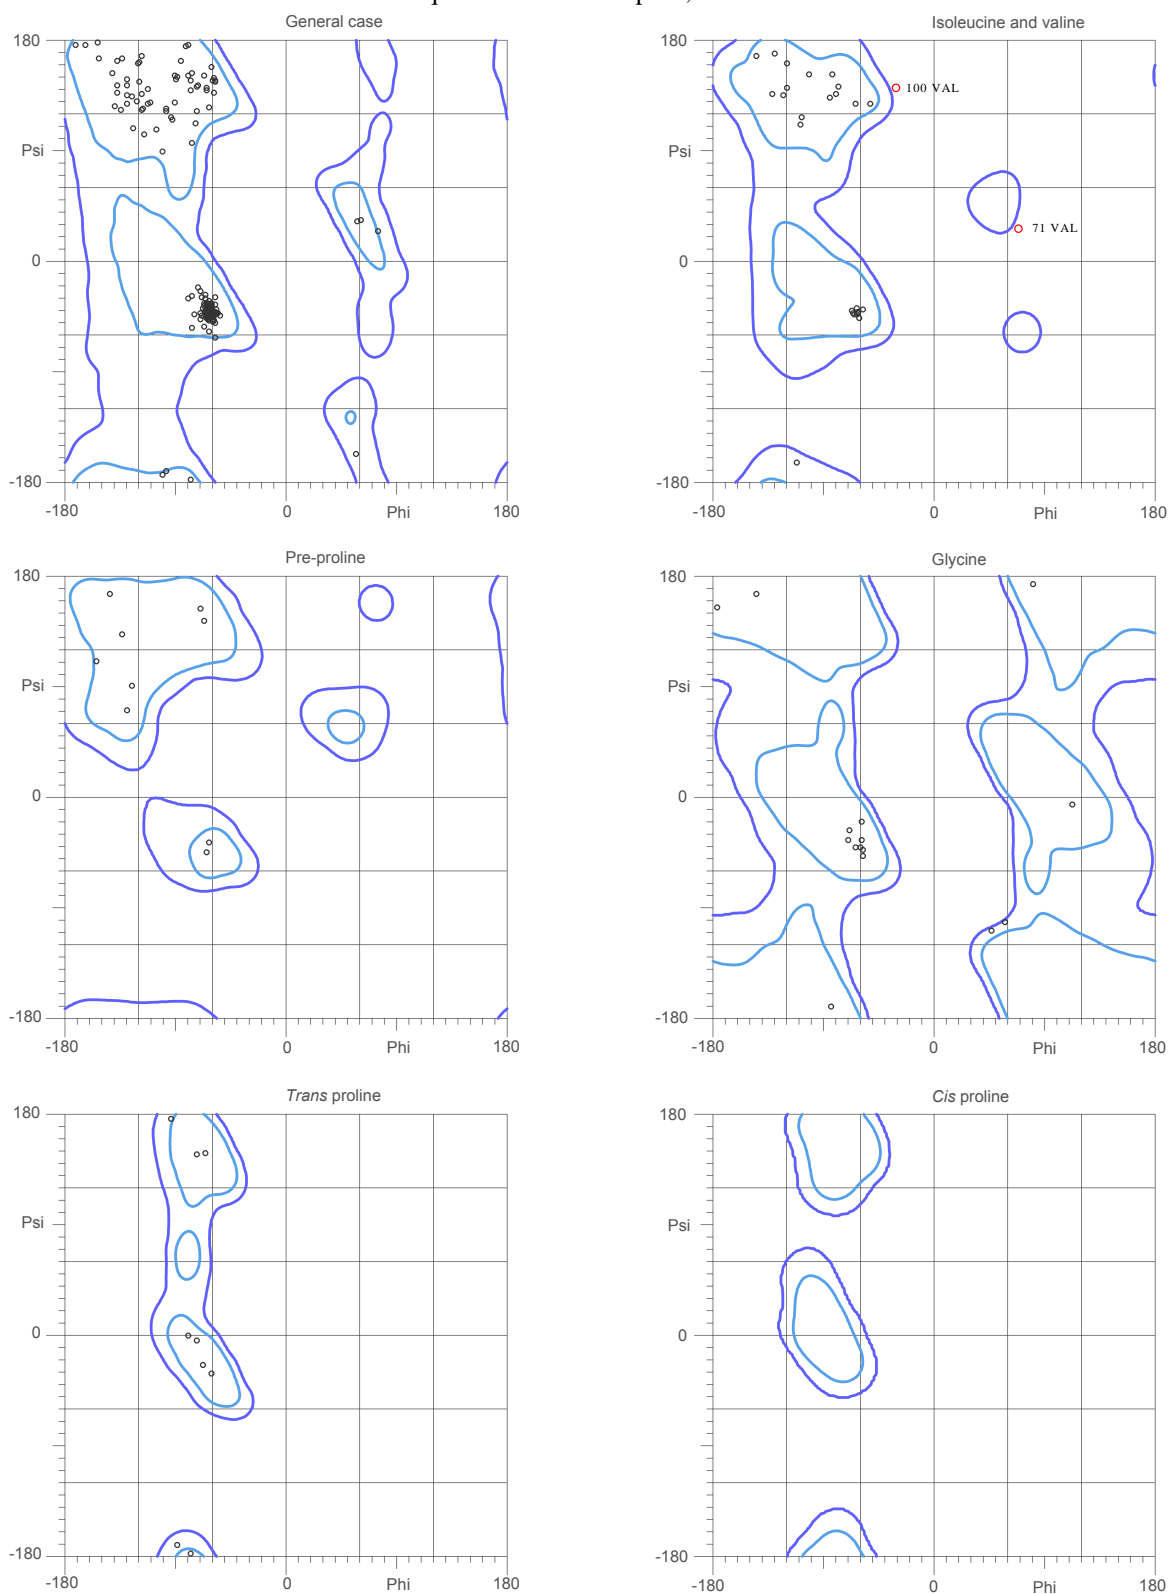 General case
180
Psi
0
-180
-180
0
Phi
180
Isoleucine and valine
180
100 VAL
Psi
71 VAL
0
-180
-180
0
Phi
180
Pre-proline
180
Psi
0
-180
-180
0
Phi
180
Glycine
180
Psi
0
-180
-180
0
Phi
180
Trans proline
180
Psi
0
-180
-180
0
Phi
180
Cis proline
180
Psi
0
-180
-180
0
Phi
180